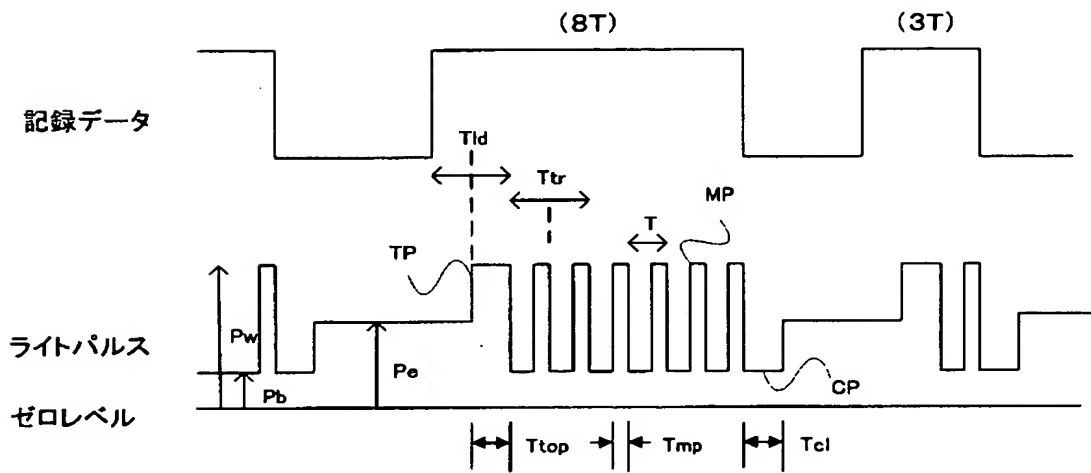 (8T)
(3T)
記録データ
Tld
Ttr
MP
T
TP
Pw
ライトパルス
Pe
Pb
CP
ゼロレベル
Ttop
Tmp
Tcl